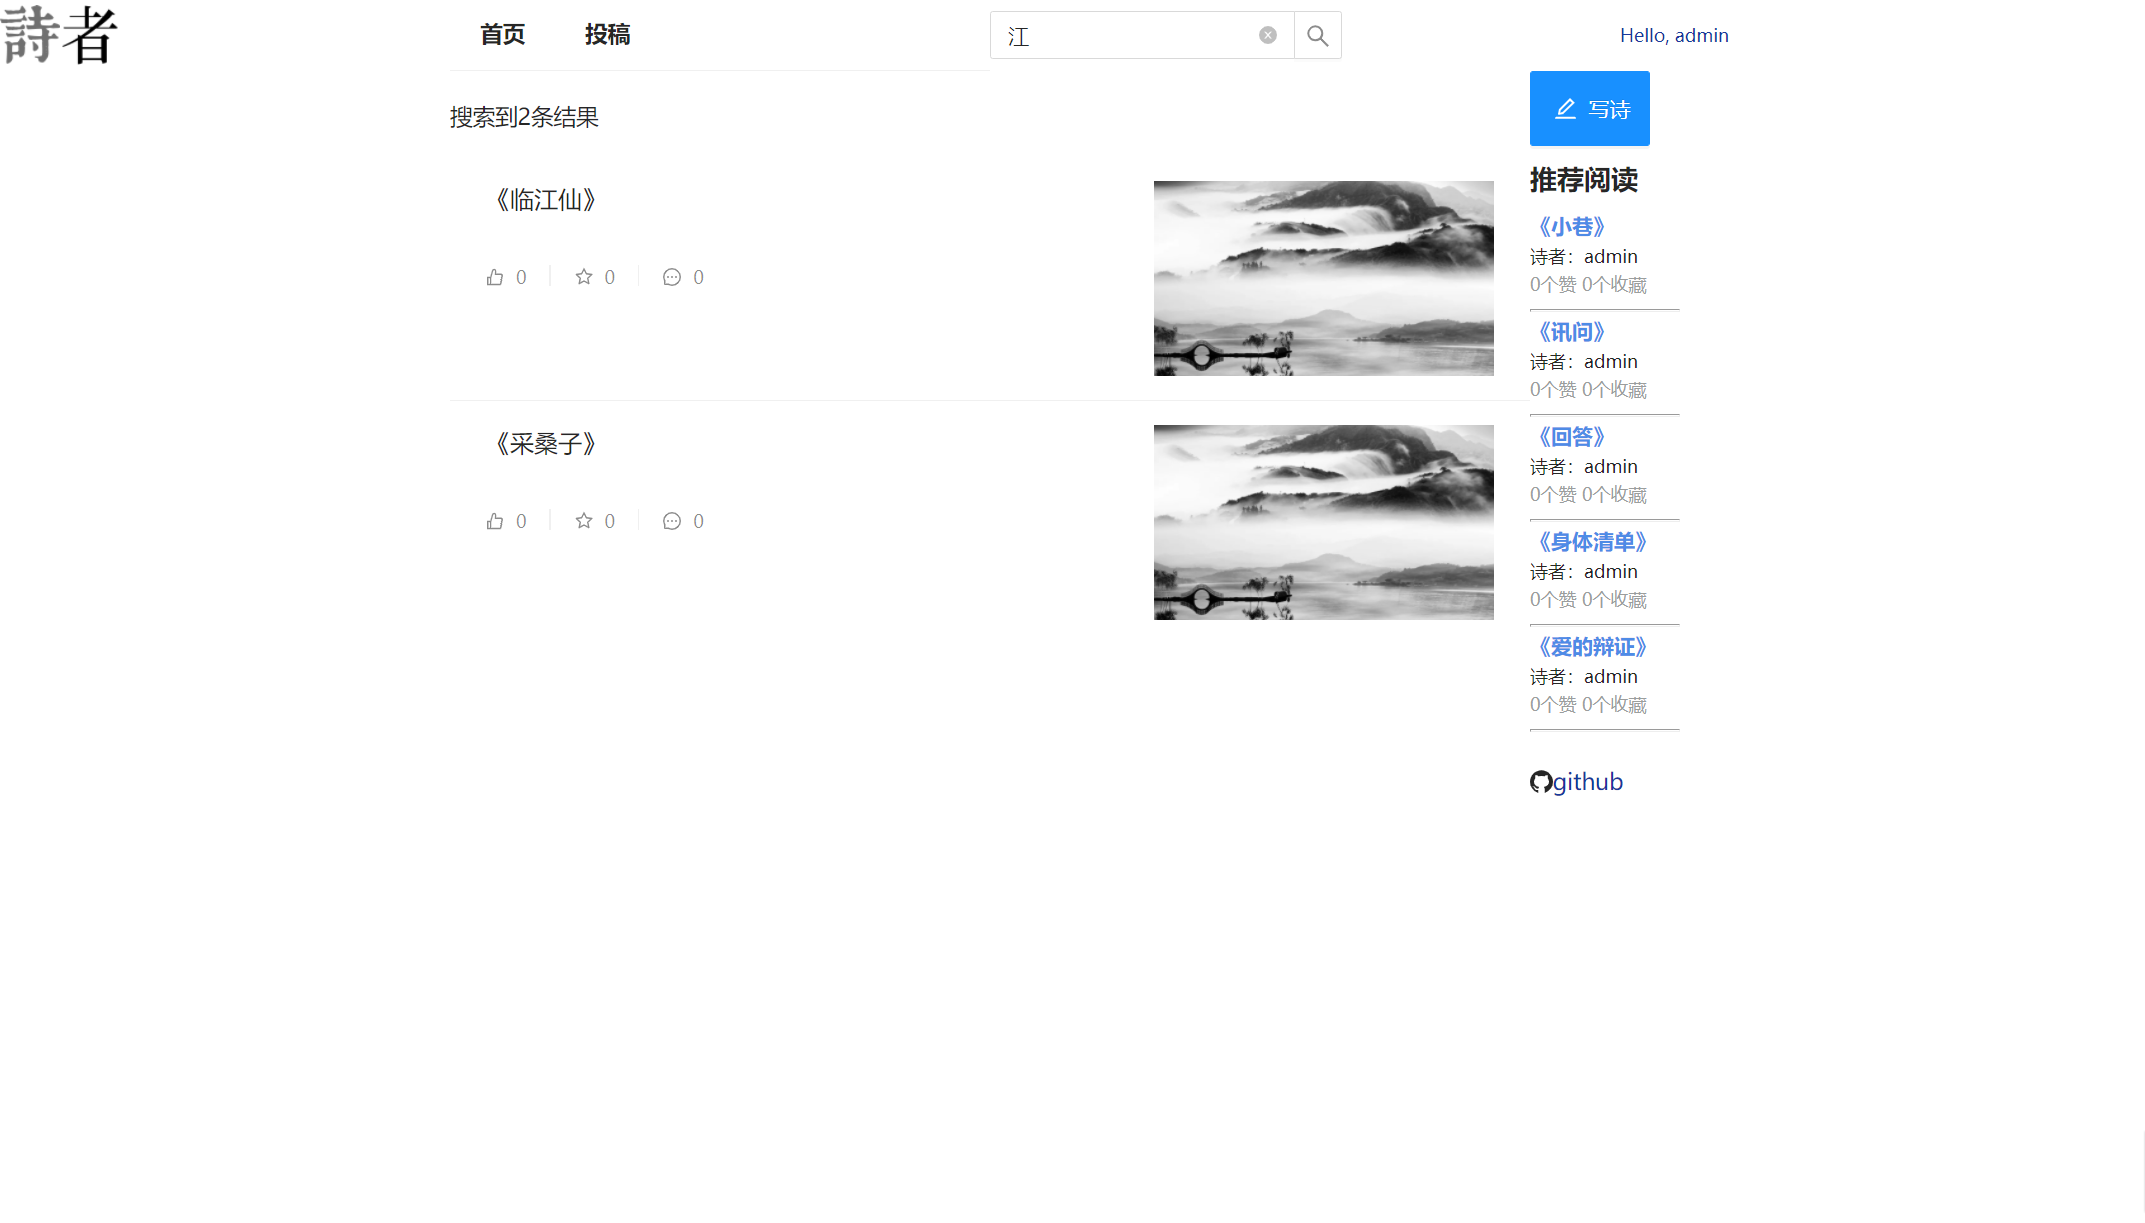 詩者
首页 投稿
江
Hello, admin
搜索到2条结果
《临江仙》
0 0 0
《采桑子》
0 0 0
写诗
推荐阅读
《小巷》
诗者：admin
0个赞 0个收藏
《讯问》
诗者：admin
0个赞 0个收藏
《回答》
诗者：admin
0个赞 0个收藏
《身体清单》
诗者：admin
0个赞 0个收藏
《爱的辩证》
诗者：admin
0个赞 0个收藏
github